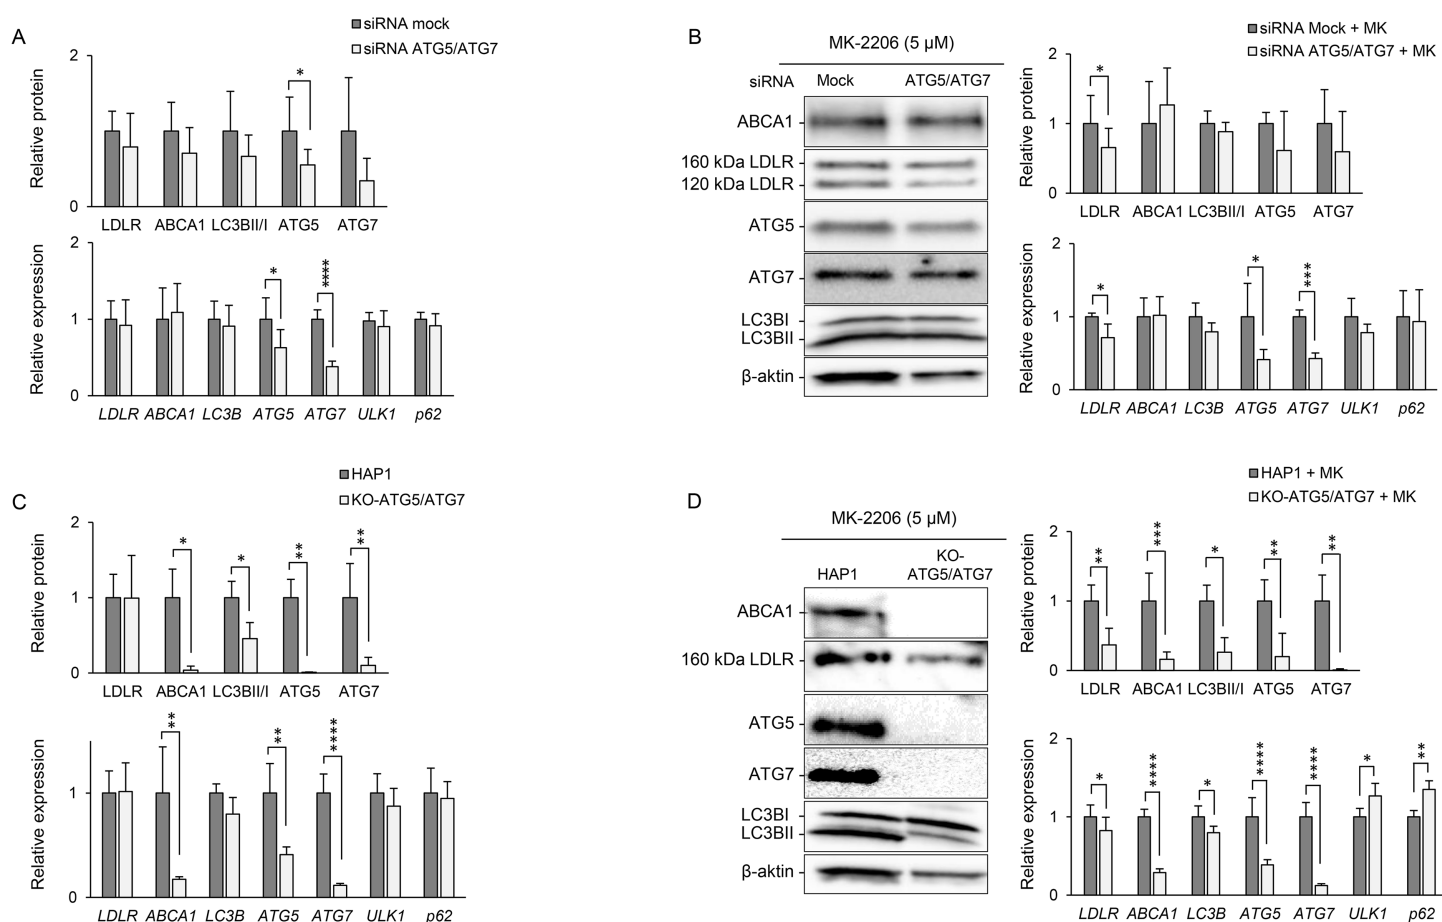 A
siRNA mock
siRNA ATG5/ATG7
Relative protein
2
1
0
*
LDLR ABCA1 LC3BII/I ATG5 ATG7
Relative expression
2
1
0
* ****
LDLR ABCA1 LC3B ATG5 ATG7 ULK1 p62
B
MK-2206 (5 µM)
siRNA Mock ATG5/ATG7
ABCA1
160 kDa LDLR
120 kDa LDLR
ATG5
ATG7
LC3BI
LC3BII
β-aktin
siRNA Mock + MK
siRNA ATG5/ATG7 + MK
Relative protein
2
1
0
*
LDLR ABCA1 LC3BII/I ATG5 ATG7
Relative expression
2
1
0
* * ***
LDLR ABCA1 LC3B ATG5 ATG7 ULK1 p62
C
HAP1
KO-ATG5/ATG7
Relative protein
2
1
0
* * ** **
LDLR ABCA1 LC3BII/I ATG5 ATG7
Relative expression
1
0
** ** ****
LDLR ABCA1 LC3B ATG5 ATG7 ULK1 p62
D
MK-2206 (5 µM)
HAP1 KO-
ATG5/ATG7
ABCA1
160 kDa LDLR
ATG5
ATG7
LC3BI
LC3BII
β-aktin
HAP1 + MK
KO-ATG5/ATG7 + MK
Relative protein
2
1
0
** *** * ** **
LDLR ABCA1 LC3BII/I ATG5 ATG7
Relative expression
2
1
0
* **** * **** **** * **
LDLR ABCA1 LC3B ATG5 ATG7 ULK1 p62